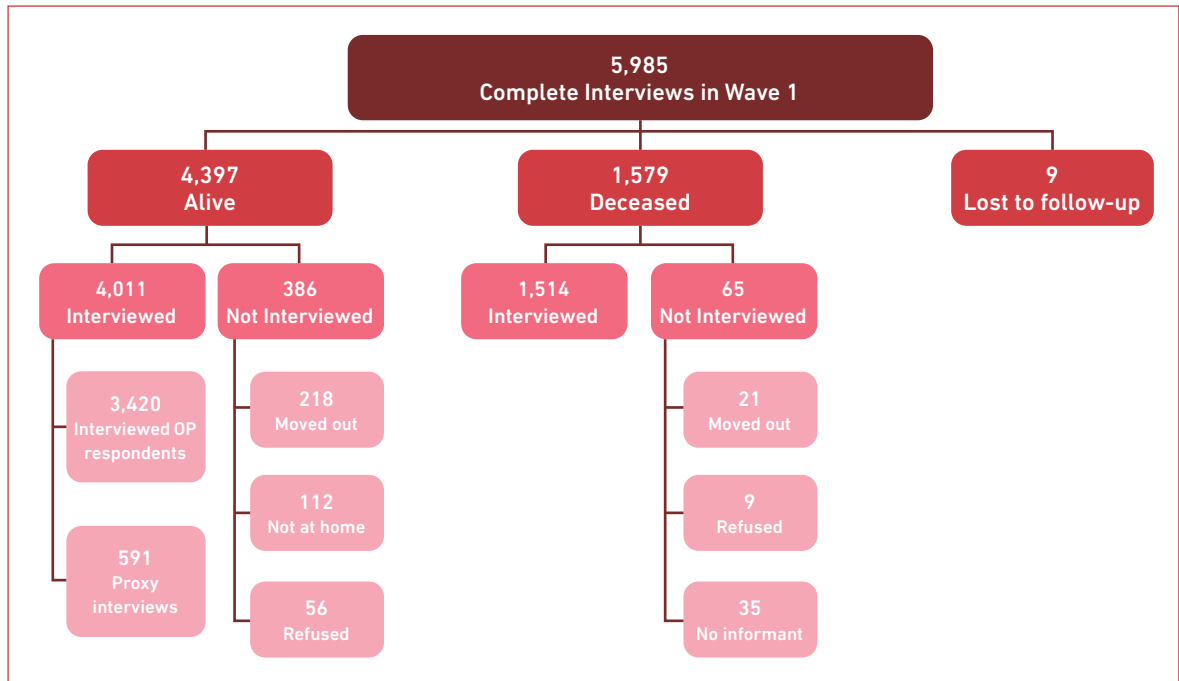 5,985
Complete Interviews in Wave 1
4,397
Alive
1,579
Deceased
9
Lost to follow-up
4,011
Interviewed
386
Not Interviewed
1,514
Interviewed
65
Not Interviewed
3,420
Interviewed OP
respondents
591
Proxy
interviews
218
Moved out
112
Not at home
56
Refused
21
Moved out
9
Refused
35
No informant